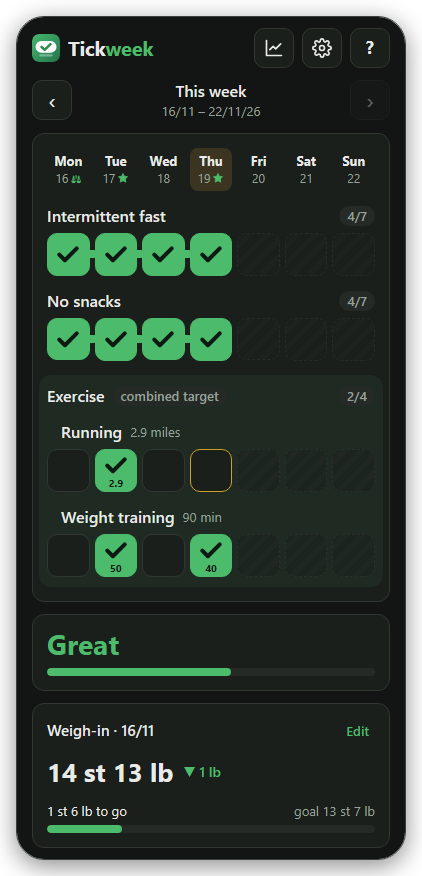 Tickweek
?
‹
This week
16/11 – 22/11/26
›
Mon Tue Wed Thu Fri Sat Sun
16 17 18 19 20 21 22
Intermittent fast 4/7
No snacks 4/7
Exercise combined target 2/4
Running 2.9 miles
2.9
Weight training 90 min
50 40
Great
Weigh-in · 16/11 Edit
14 st 13 lb ▼ 1 lb
1 st 6 lb to go goal 13 st 7 lb